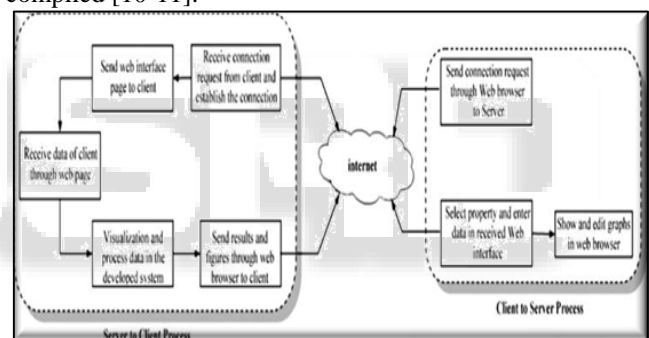 complied [10-11].
Send web interface
page to client
Receive connection
request from client and
establish the connection
Receive data of client
through web page
Visualization and
process data in the
developed system
Send results and
figures through web
browser to client
Server to Client Process
internet
Send connection request
through Web browser
to Server
Select property and enter
data in received Web
interface
Show and edit graphs
in web browser
Client to Server Process